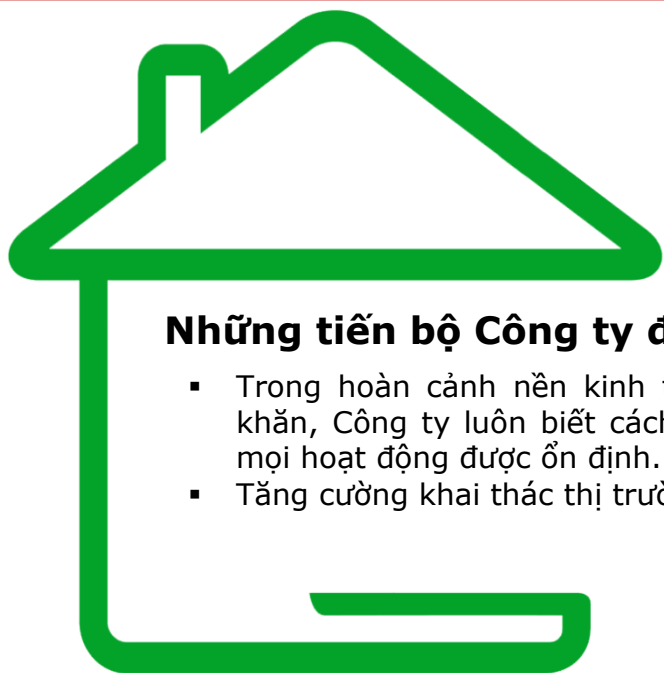 Những tiến bộ Công ty đ
▪ Trong hoàn cảnh nền kinh t
khăn, Công ty luôn biết cách
mọi hoạt động được ổn định.
▪ Tăng cường khai thác thị trườ